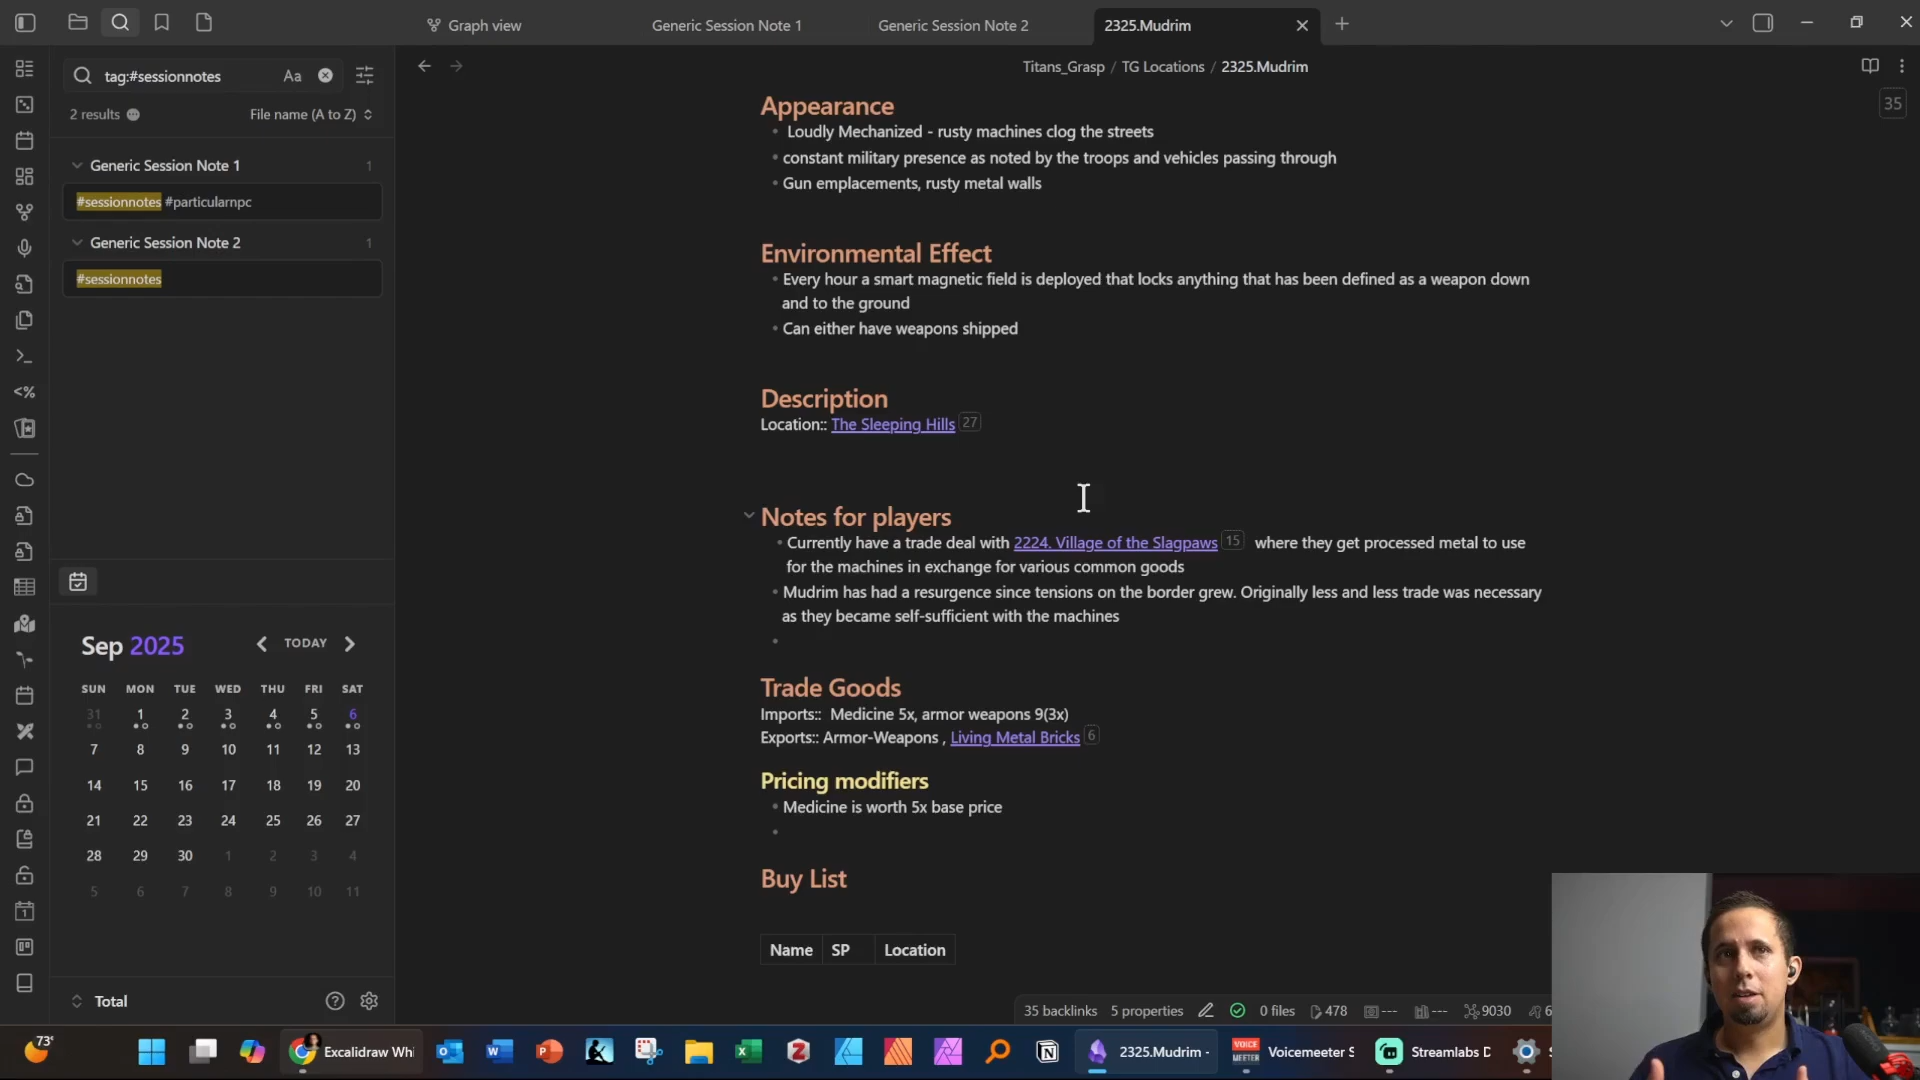 Graph view
Generic Session Note 1
Generic Session Note 2
2325.Mudrim
tag:#sessionnotes
Aa
Titans_Grasp / TG Locations / 2325.Mudrim
2 results
File name (A to Z)
35
Generic Session Note 1
1
#sessionnotes #particularnpc
Generic Session Note 2
1
#sessionnotes
Appearance
Loudly Mechanized - rusty machines clog the streets
constant military presence as noted by the troops and vehicles passing through
Gun emplacements, rusty metal walls
Environmental Effect
Every hour a smart magnetic field is deployed that locks anything that has been defined as a weapon down
and to the ground
Can either have weapons shipped
Description
Location:: The Sleeping Hills 27
Notes for players
Currently have a trade deal with 2224. Village of the Slagpaws 15 where they get processed metal to use
for the machines in exchange for various common goods
Mudrim has had a resurgence since tensions on the border grew. Originally less and less trade was necessary
as they became self-sufficient with the machines
Trade Goods
Imports:: Medicine 5x, armor weapons 9(3x)
Exports:: Armor-Weapons , Living Metal Bricks 6
Pricing modifiers
Medicine is worth 5x base price
Buy List
Name SP Location
Sep 2025
TODAY
SUN MON TUE WED THU FRI SAT
31 1 2 3 4 5 6
7 8 9 10 11 12 13
14 15 16 17 18 19 20
21 22 23 24 25 26 27
28 29 30 1 2 3 4
5 6 7 8 9 10 11
Total
35 backlinks 5 properties 0 files 478 --- --- 9030 6
73°
Excalidraw Whi
2325.Mudrim -
VOICE
MEETER
Voicemeeter S
Streamlabs D